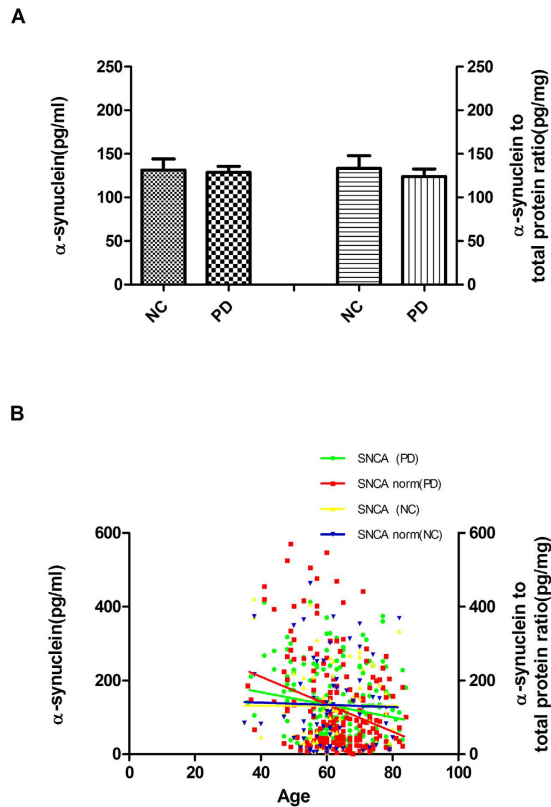 A
α-synuclein(pg/ml)
250
200
150
100
50
0
NC
PD
NC
PD
250
200
150
100
50
0
α-synuclein to
total protein ratio(pg/mg)
B
SNCA (PD)
SNCA norm(PD)
SNCA (NC)
SNCA norm(NC)
α-synuclein(pg/ml)
600
400
200
0
0
20
40
60
80
100
Age
600
400
200
0
α-synuclein to
total protein ratio(pg/mg)